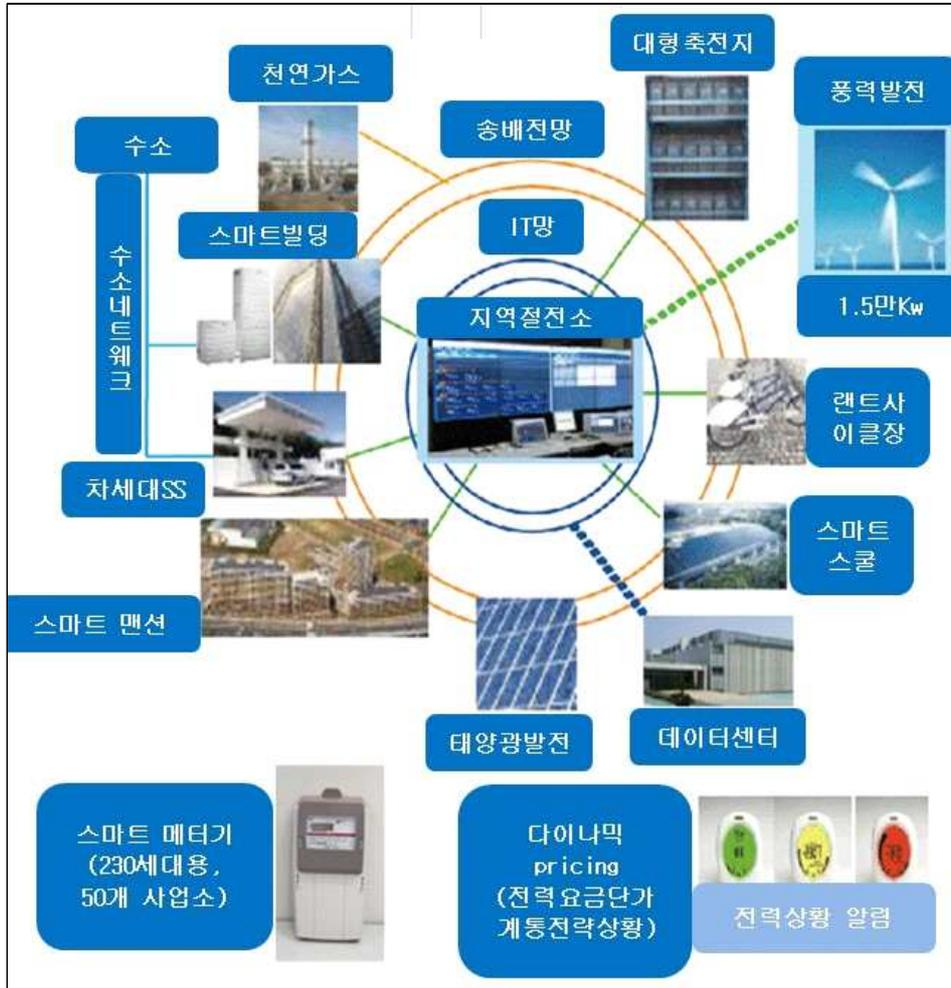 대형축전지
천연가스
풍력발전
수소
송배전망
IT망
스마트빌딩
수소네트웨크
지역절전소
1.5만Kw
랜트사
이클장
차세대SS
스마트
스쿨
스마트 맨션
태양광발전
데이터센터
스마트 메터기
(230세대용,
50개 사업소)
다이나믹
pricing
(전력요금단가
계통전략상황)
전력상황 알림